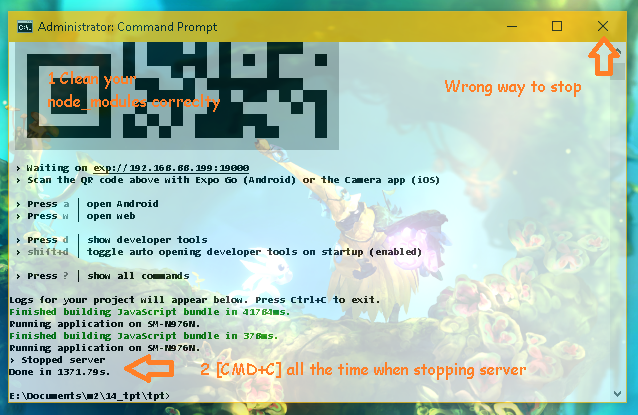 Administrator: Command Prompt
1 Clean your
node_modules correclty
Wrong way to stop
› Waiting on exp://192.168.88.199:19000
› Scan the QR code above with Expo Go (Android) or the Camera app (iOS)
› Press a │ open Android
› Press w │ open web
› Press d │ show developer tools
› shift+d │ toggle auto opening developer tools on startup (enabled)
› Press ? │ show all commands
Logs for your project will appear below. Press Ctrl+C to exit.
Finished building JavaScript bundle in 41764ms.
Running application on SM-N976N.
Finished building JavaScript bundle in 376ms.
Running application on SM-N976N.
› Stopped server
Done in 1371.79s.
2 [CMD+C] all the time when stopping server
E:\Documents\m2\14_tpt\tpt>